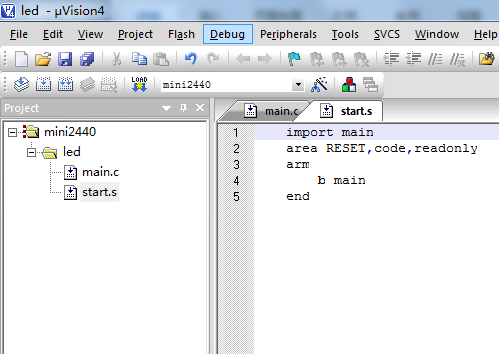 led - µVision4
File Edit View Project Flash Debug Peripherals Tools SVCS Window Help
LOAD mini2440
Project
main.c start.s
mini2440
led
main.c
start.s
1 import main
2 area RESET,code,readonly
3 arm
4 b main
5 end